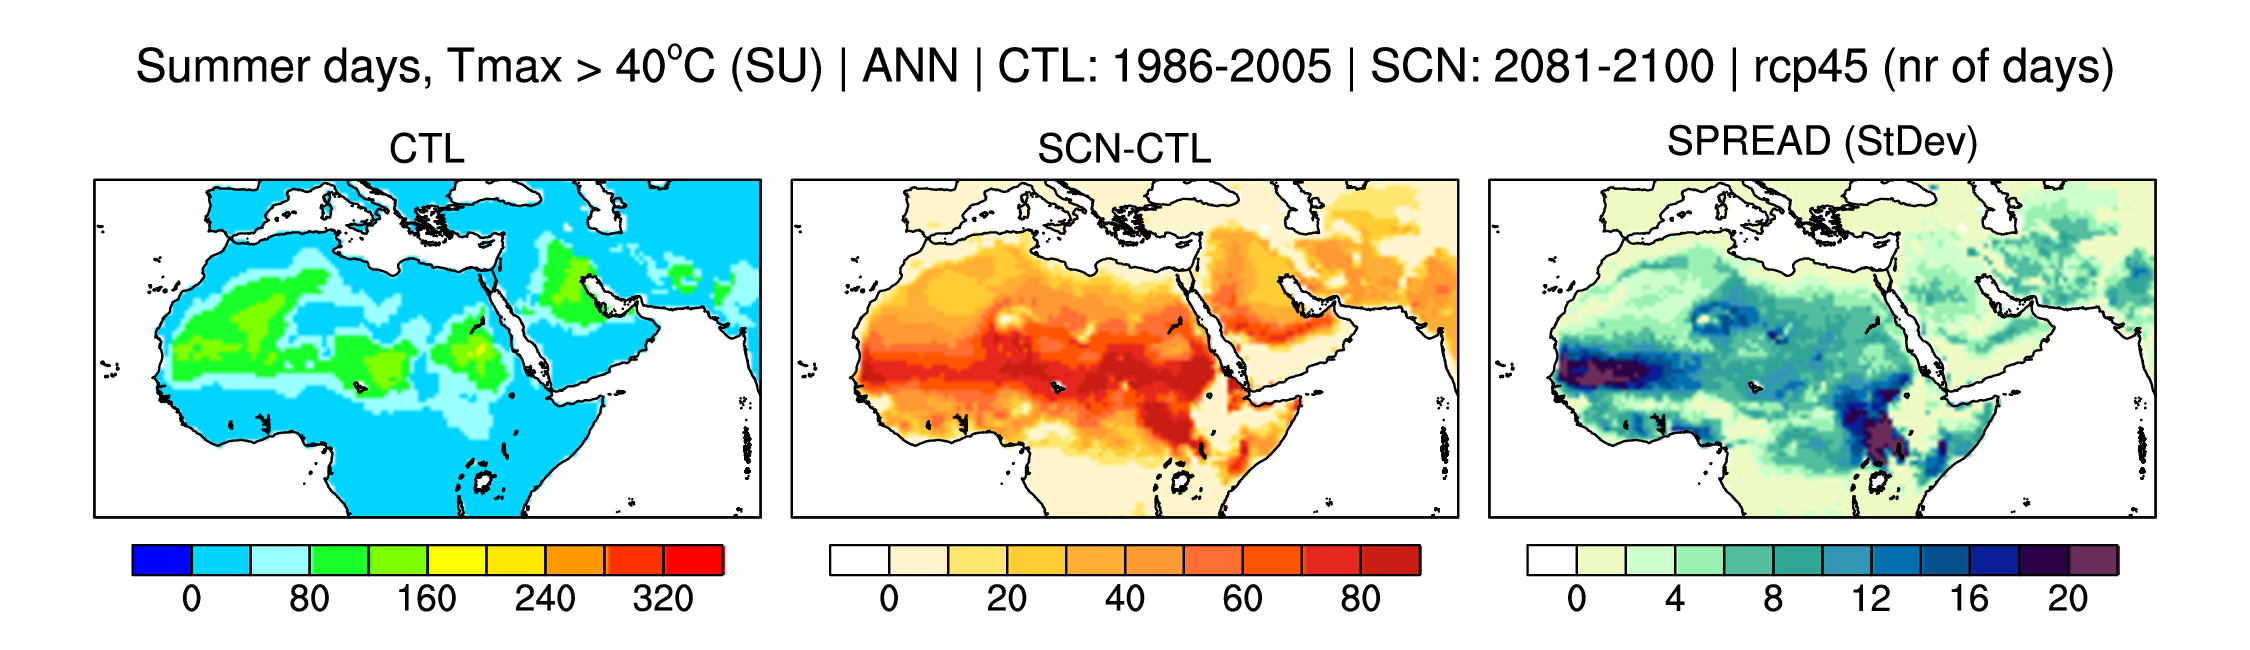 Summer days, Tmax > 40°C (SU) | ANN | CTL: 1986-2005 | SCN: 2081-2100 | rcp45 (nr of days)
CTL
SCN-CTL
SPREAD (StDev)
0 80 160 240 320
0 20 40 60 80
0 4 8 12 16 20